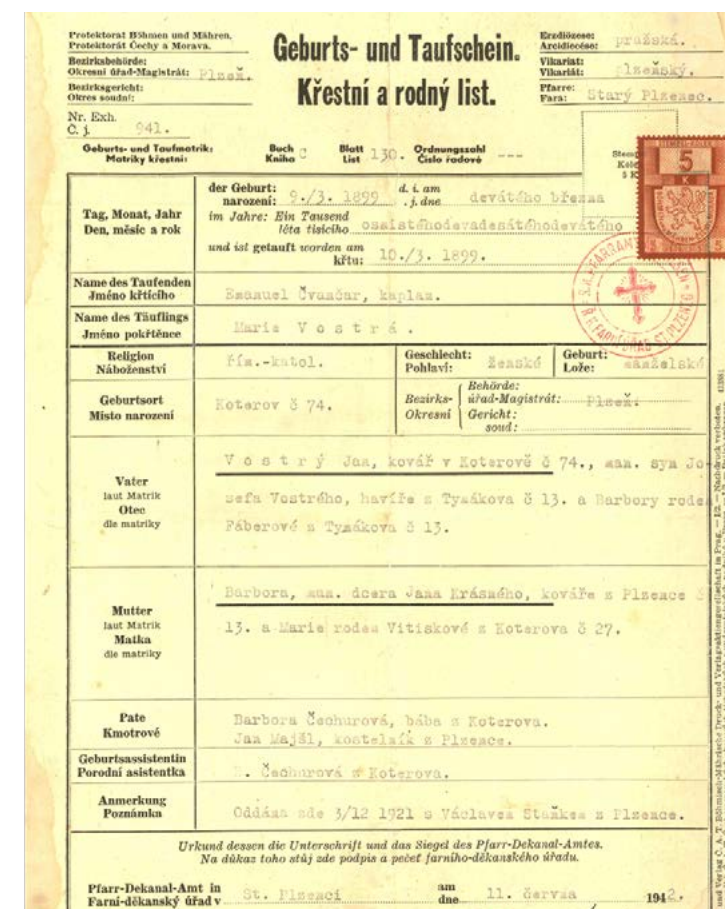 Protektorat Böhmen und Mähren.
Protektorát Čechy a Morava.
Geburts- und Taufschein.
Křestní a rodný list.
Erzdiözese:
Arcidiecése: pražská.
Bezirksbehörde:
Okresní úřad-Magistrát: Plzeň.
Vikariat:
Vikariát: plzeňský.
Bezirksgericht:
Okres soudní:
Pfarre:
Fara: Starý Plzenec.
Nr. Exh.
Č. j. 941.
Geburts- und Taufmatrik: Buch Blatt Ordnungszahl
Matriky křestní: Kniha C List 130. Číslo řadové ---
5
Tag, Monat, Jahr
Den, měsíc a rok
der Geburt: d. i. am
narození: 9./3. 1899 t. j. dne devátého března
im Jahre: Ein Tausend
léta tisícího osmistéhodevadesátéhodevátého
und ist getauft worden am
křtu: 10./3. 1899.
Name des Taufenden
Jméno křtícího Emanuel Čvančar, kaplan.
Name des Täuflings
Jméno pokřtěnce Marie Vostrá.
Religion
Náboženství řím.-katol.
Geschlecht:
Pohlaví: ženské
Geburt:
Lože: manželské
Geburtsort
Místo narození Koterov č 74.
Bezirks-
Okresní
Behörde:
úřad-Magistrát: Plzeň.
Gericht:
soud:
Vater
laut Matrik
Otec
dle matriky
Vostrý Jan, kovář v Koterově č 74., man. syn Jo
sefa Vostrého, havíře z Tymákova č 13. a Barbory roden
Fáberové z Tymákova č 13.
Mutter
laut Matrik
Matka
dle matriky
Barbora, man. dcera Jana Krásného, kováře z Plzence č
13. a Marie roden Vitiskové z Koterova č 27.
Pate
Kmotrové
Barbora Čechurová, bába z Koterova.
Jan Majšl, kostelník z Plzence.
Geburtsassistentin
Porodní asistentka
Čechurová z Koterova.
Anmerkung
Poznámka
Oddána zde 3/12 1921 s Václavem Staňkem z Plzence.
Urkund dessen die Unterschrift und das Siegel des Pfarr-Dekanal-Amtes.
Na důkaz toho stůj zde podpis a pečeť farního-děkanského úřadu.
Pfarr-Dekanal-Amt in am
Farní-děkanský úřad v St. Plzenci dne 11. června 1942.